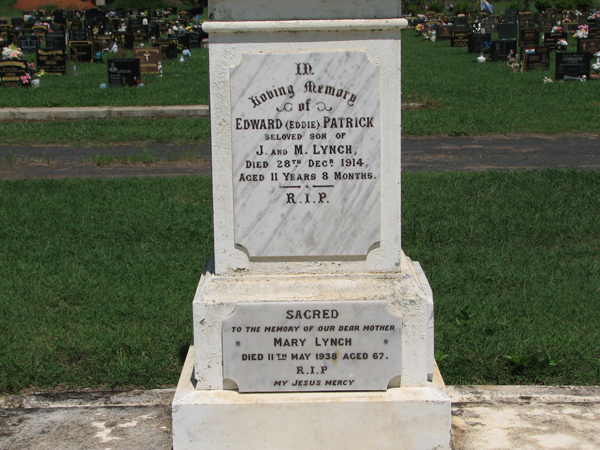 IN
Loving Memory
of
EDWARD (EDDIE) PATRICK
BELOVED SON OF
J. AND M. LYNCH,
DIED 28TH DECR 1914,
AGED 11 YEARS 8 MONTHS.
R.I.P.
SACRED
TO THE MEMORY OF OUR DEAR MOTHER
MARY LYNCH
DIED 11TH MAY 1938 AGED 67.
R.I.P
MY JESUS MERCY